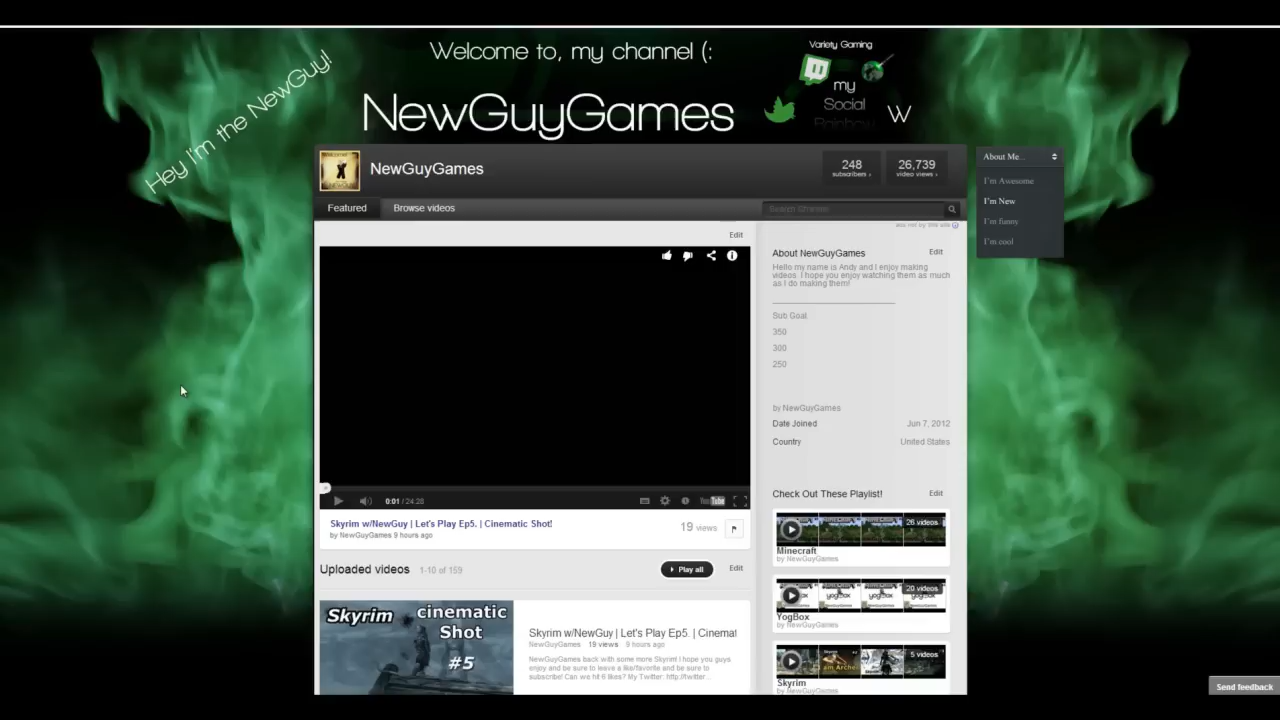 Welcome to, my channel (:
Variety Gaming
Hey I'm the NewGuy!
NewGuyGames
my
Social
Rainbow
W
NewGuyGames
248
subscribers ›
26,739
video views ›
About Me...
I'm Awesome
I'm New
I'm funny
I'm cool
Featured
Browse videos
Search Channel
Edit
About NewGuyGames
Edit
Hello my name is Andy and I enjoy making
videos. I hope you enjoy watching them as much
as I do making them!
Sub Goal
350
300
250
by NewGuyGames
Date Joined
Jun 7, 2012
Country
United States
0:01 / 24:28
YouTube
Skyrim w/NewGuy | Let's Play Ep5. | Cinematic Shot!
by NewGuyGames 9 hours ago
19 views
Check Out These Playlist!
Edit
26 videos
Minecraft
by NewGuyGames
20 videos
YogBox
by NewGuyGames
5 videos
Skyrim
by NewGuyGames
Uploaded videos
1-10 of 159
Play all
Edit
Skyrim
cinematic
Shot
#5
Skyrim w/NewGuy | Let's Play Ep5. | Cinemat
NewGuyGames 19 views 9 hours ago
NewGuyGames back with some more Skyrim! I hope you guys
enjoy and be sure to leave a like/favorite and be sure to
subscribe! Can we hit 6 likes? My Twitter: http://twitter...
Send feedback